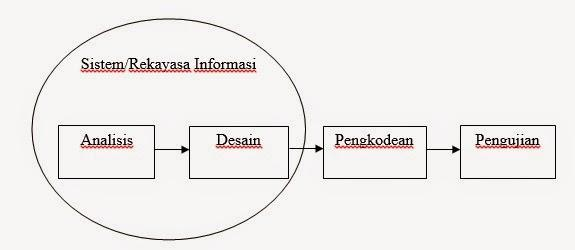 Sistem/Rekayasa Informasi
Analisis
Desain
Pengkodean
Pengujian